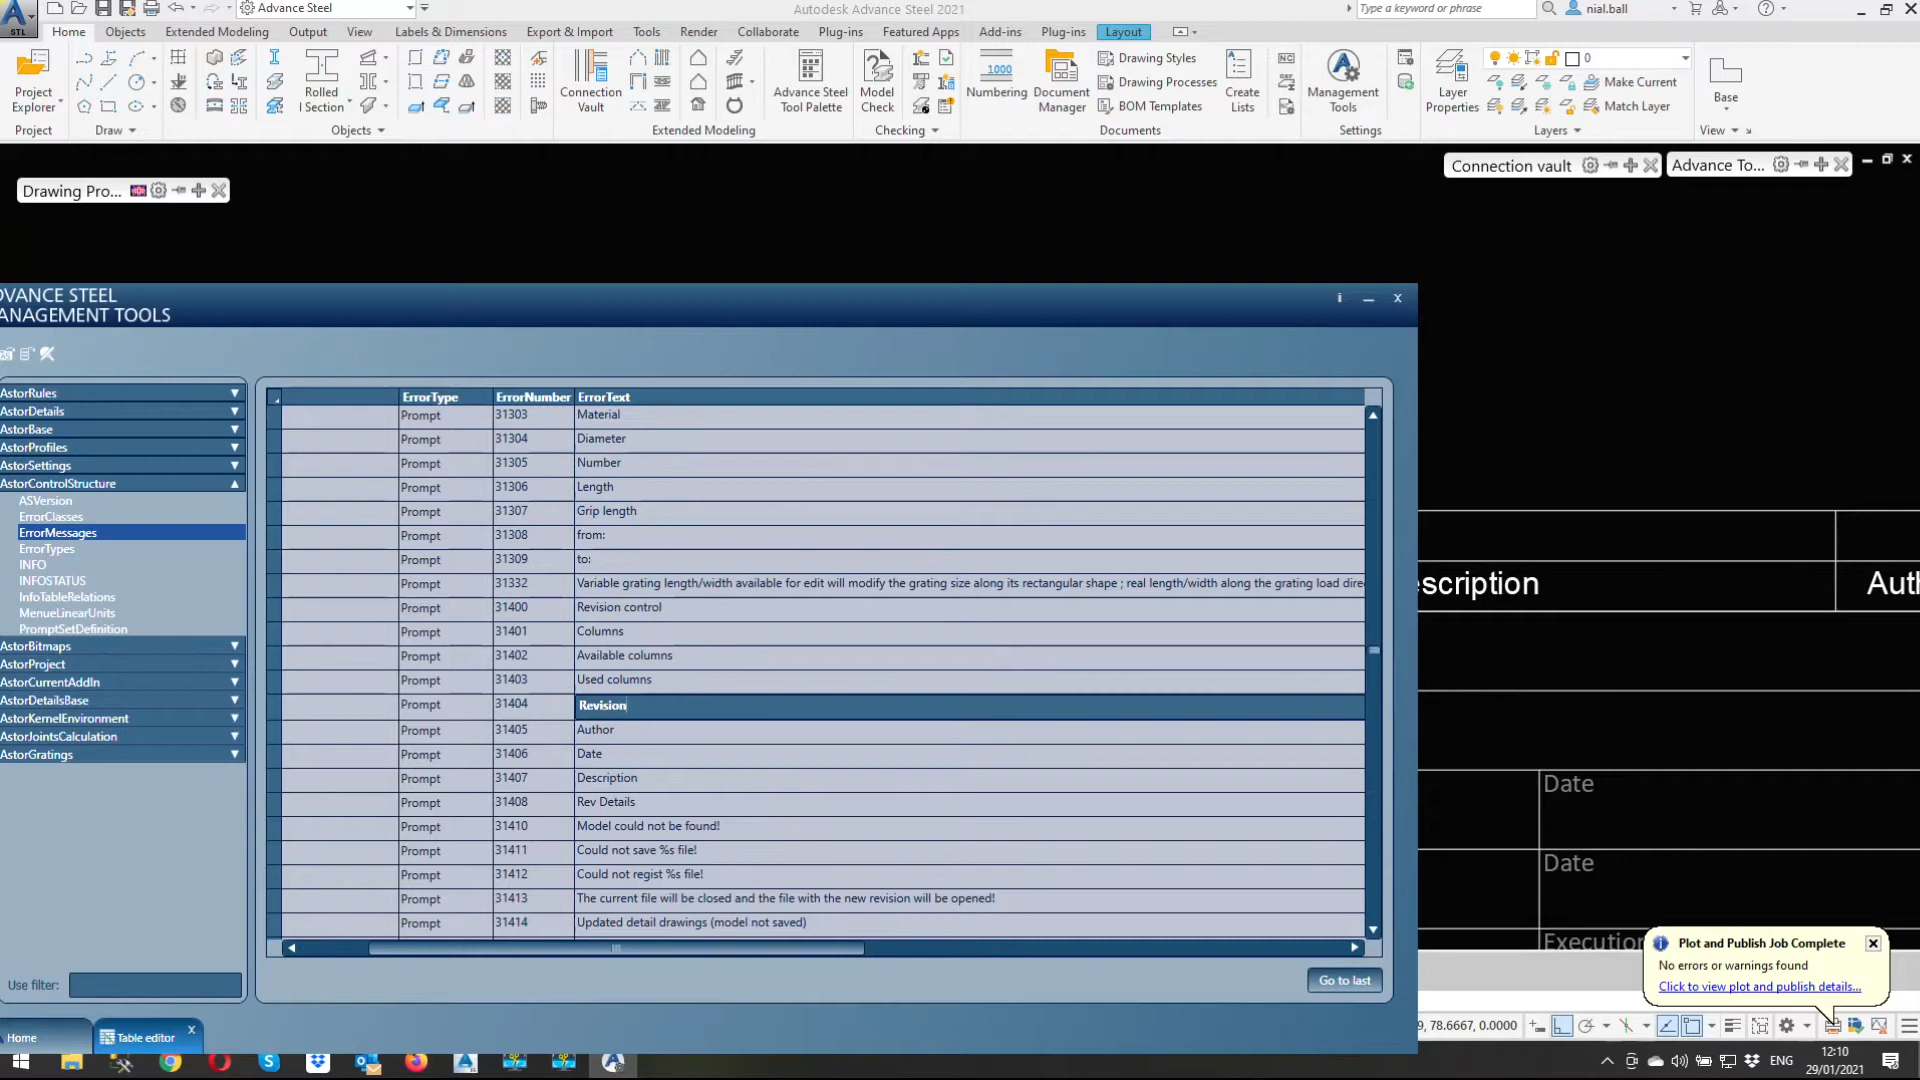 Advance Steel
Autodesk Advance Steel 2021
Type a keyword or phrase
nial.ball
STL
Home Objects Extended Modeling Output View Labels & Dimensions Export & Import Tools Render Collaborate Plug-ins Featured Apps Add-ins Plug-ins Layout
Project Explorer
Rolled I Section
Connection Vault
Advance Steel Tool Palette
Model Check
1000
Numbering
Document Manager
Drawing Styles
Drawing Processes
BOM Templates
Create Lists
NC
Management Tools
Layer Properties
0
Make Current
Match Layer
Base
Project Draw Objects Extended Modeling Checking Documents Settings Layers View
Drawing Pro...
Connection vault
Advance To...
DVANCE STEEL
ANAGEMENT TOOLS
i
x
AstorRules
AstorDetails
AstorBase
AstorProfiles
AstorSettings
AstorControlStructure
ASVersion
ErrorClasses
ErrorMessages
ErrorTypes
INFO
INFOSTATUS
InfoTableRelations
MenueLinearUnits
PromptSetDefinition
AstorBitmaps
AstorProject
AstorCurrentAddIn
AstorDetailsBase
AstorKernelEnvironment
AstorJointsCalculation
AstorGratings
Use filter:
ErrorType ErrorNumber ErrorText
Prompt 31303 Material
Prompt 31304 Diameter
Prompt 31305 Number
Prompt 31306 Length
Prompt 31307 Grip length
Prompt 31308 from:
Prompt 31309 to:
Prompt 31332 Variable grating length/width available for edit will modify the grating size along its rectangular shape ; real length/width along the grating load dire
Prompt 31400 Revision control
Prompt 31401 Columns
Prompt 31402 Available columns
Prompt 31403 Used columns
Prompt 31404 Revision
Prompt 31405 Author
Prompt 31406 Date
Prompt 31407 Description
Prompt 31408 Rev Details
Prompt 31410 Model could not be found!
Prompt 31411 Could not save %s file!
Prompt 31412 Could not regist %s file!
Prompt 31413 The current file will be closed and the file with the new revision will be opened!
Prompt 31414 Updated detail drawings (model not saved)
Go to last
Home
Table editor
x
escription
Auth
Date
Date
Execution
Plot and Publish Job Complete
No errors or warnings found
Click to view plot and publish details...
9, 78.6667, 0.0000
ENG
12:10
29/01/2021